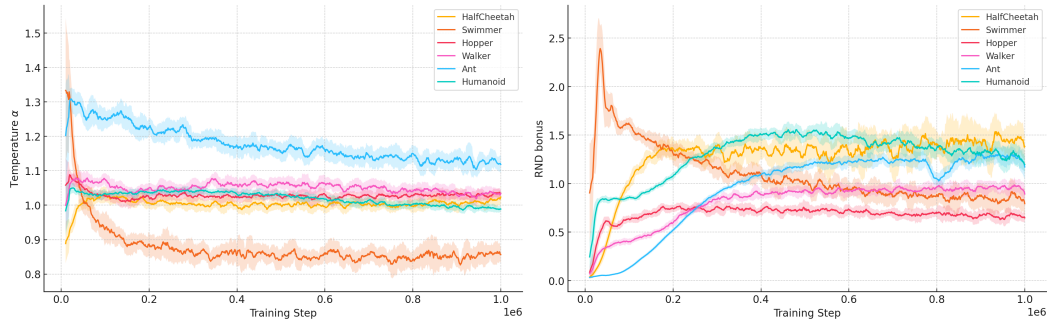 1.5
1.4
1.3
1.2
1.1
1.0
0.9
0.8
Temperature α
0.0
0.2
0.4
0.6
0.8
1.0
1e6
Training Step
HalfCheetah
Swimmer
Hopper
Walker
Ant
Humanoid
2.5
2.0
1.5
1.0
0.5
0.0
RND bonus
0.0
0.2
0.4
0.6
0.8
1.0
1e6
Training Step
HalfCheetah
Swimmer
Hopper
Walker
Ant
Humanoid